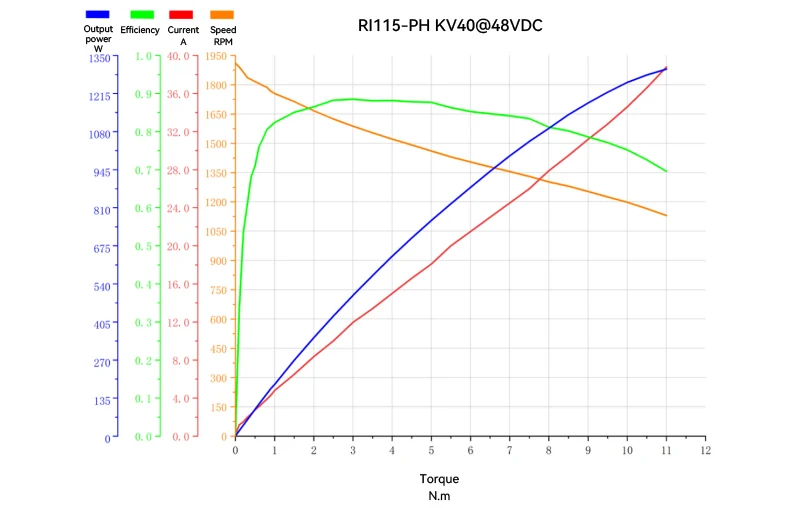 RI115-PH KV40@48VDC
Output power W
Efficiency
Current A
Speed RPM
1350 1.0 40.0 1950
1800
1215 0.9 36.0
1650
1080 0.8 32.0
1500
945 0.7 28.0 1350
810 0.6 24.0 1200
1050
675 0.5 20.0
900
540 0.4 16.0 750
600
405 0.3 12.0
450
270 0.2 8.0
300
135 0.1 4.0 150
0 0.0 0.0 0
0 1 2 3 4 5 6 7 8 9 10 11 12
Torque
N.m